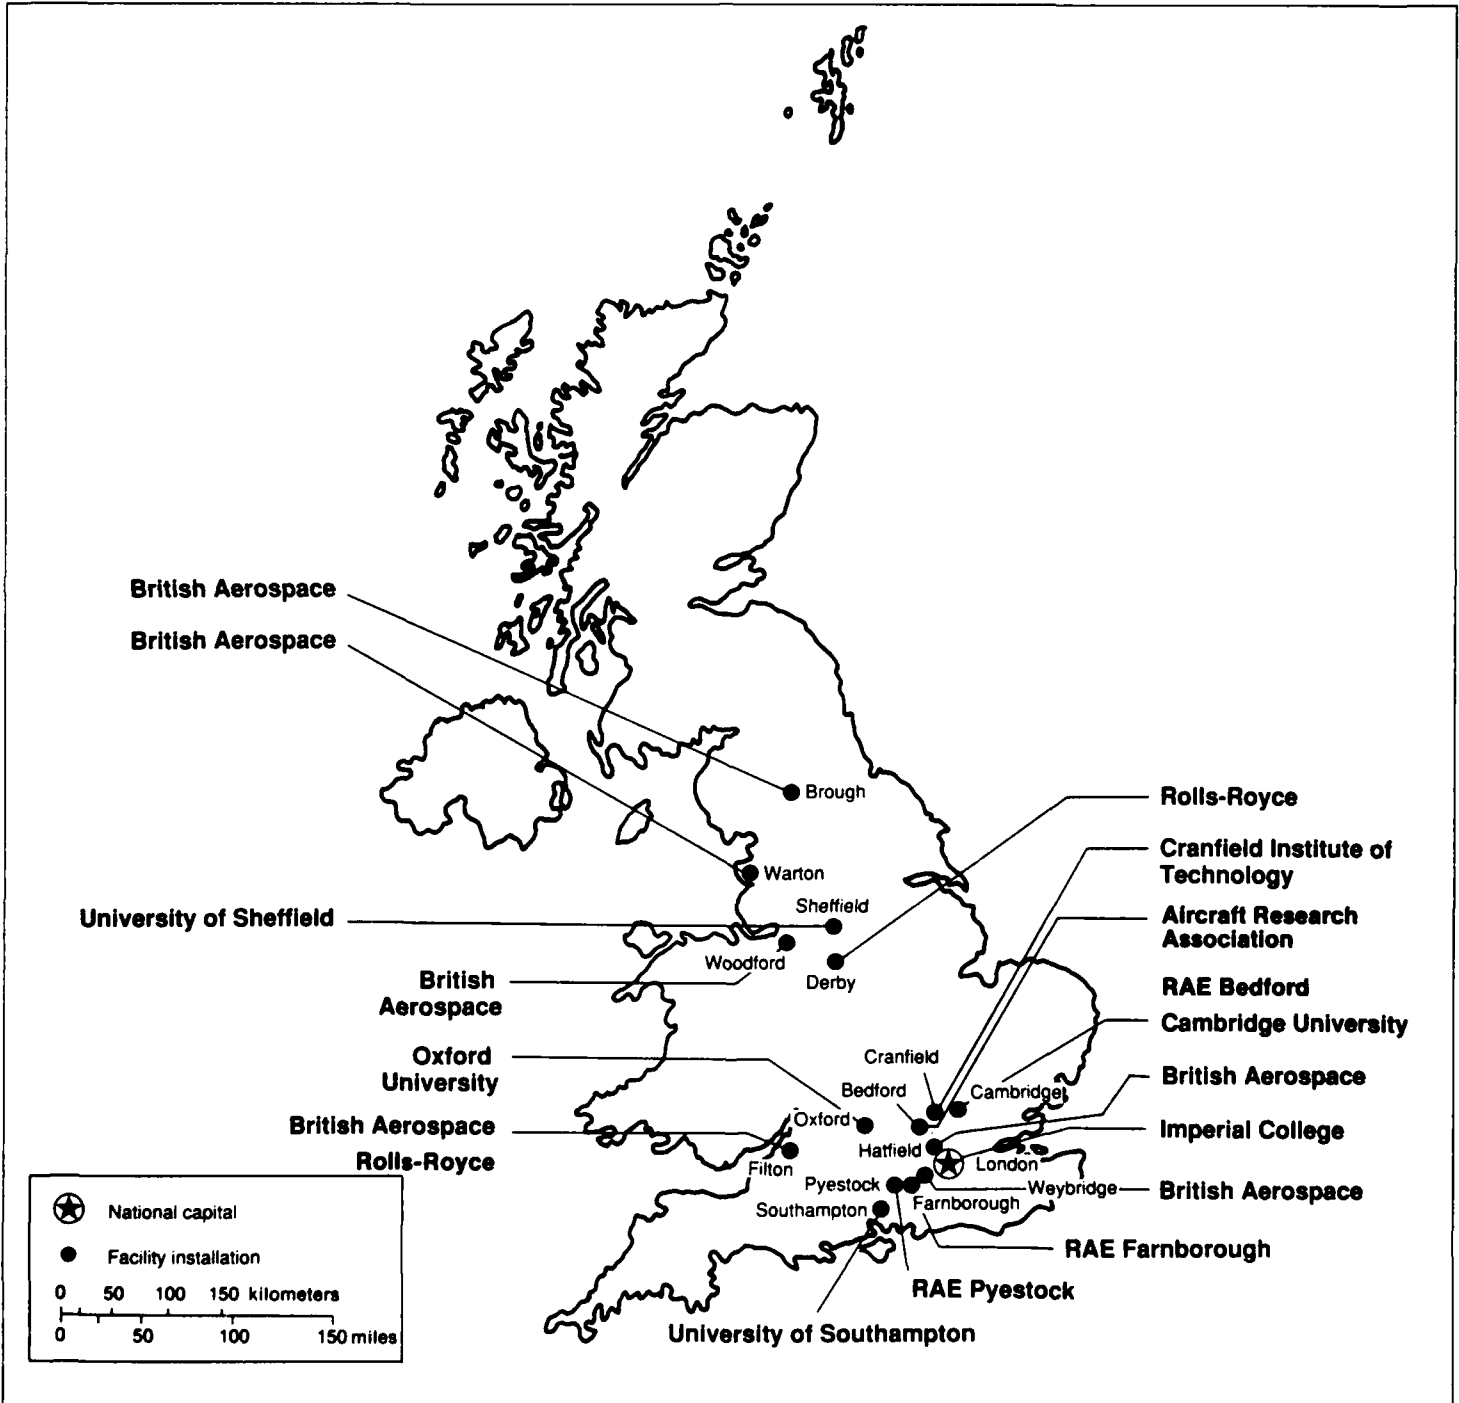 British Aerospace
British Aerospace
Brough
Rolls-Royce
Cranfield Institute of
Technology
Warton
Sheffield
University of Sheffield
Aircraft Research
Association
Woodford
Derby
British
Aerospace
RAE Bedford
Cambridge University
Oxford
University
Cranfield
Bedford
Cambridge
British Aerospace
British Aerospace
Oxford
Imperial College
Rolls-Royce
Filton
Hatfield
London
Pyestock
Weybridge
British Aerospace
Southampton
Farnborough
RAE Farnborough
RAE Pyestock
University of Southampton
National capital
Facility installation
0 50 100 150 kilometers
0 50 100 150 miles